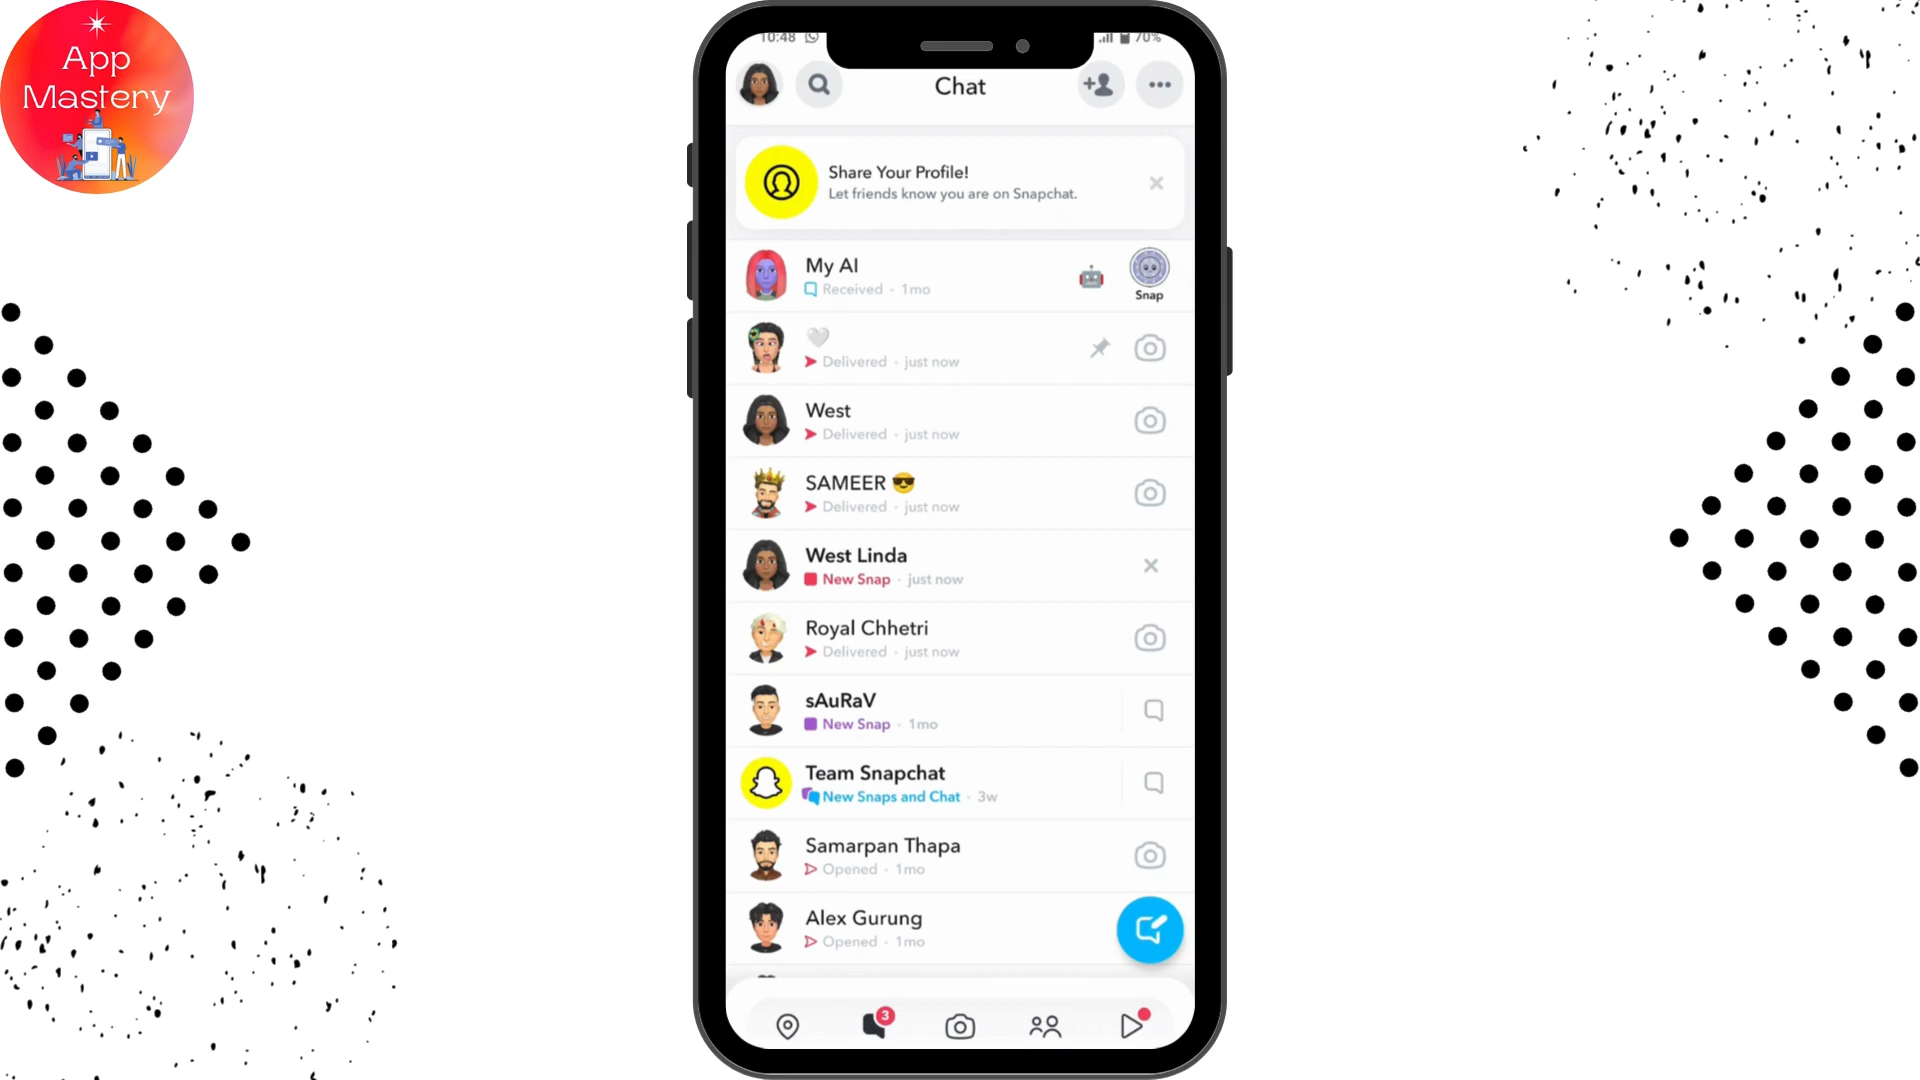 App
Mastery
10:48
70%
Chat
Share Your Profile!
Let friends know you are on Snapchat.
My AI
Received · 1mo
Snap
🤍
Delivered · just now
West
Delivered · just now
SAMEER 😎
Delivered · just now
West Linda
New Snap · just now
Royal Chhetri
Delivered · just now
sAuRaV
New Snap · 1mo
Team Snapchat
New Snaps and Chat · 3w
Samarpan Thapa
Opened · 1mo
Alex Gurung
Opened · 1mo
3